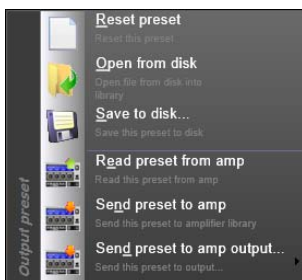 Reset preset
Reset this preset
Open from disk
Open file from disk into
library
Save to disk...
Save this preset to disk
Read preset from amp
Read this preset from amp
Send preset to amp
Send this preset to amplifier library
Send preset to amp output...
Send this preset to output...
Output preset